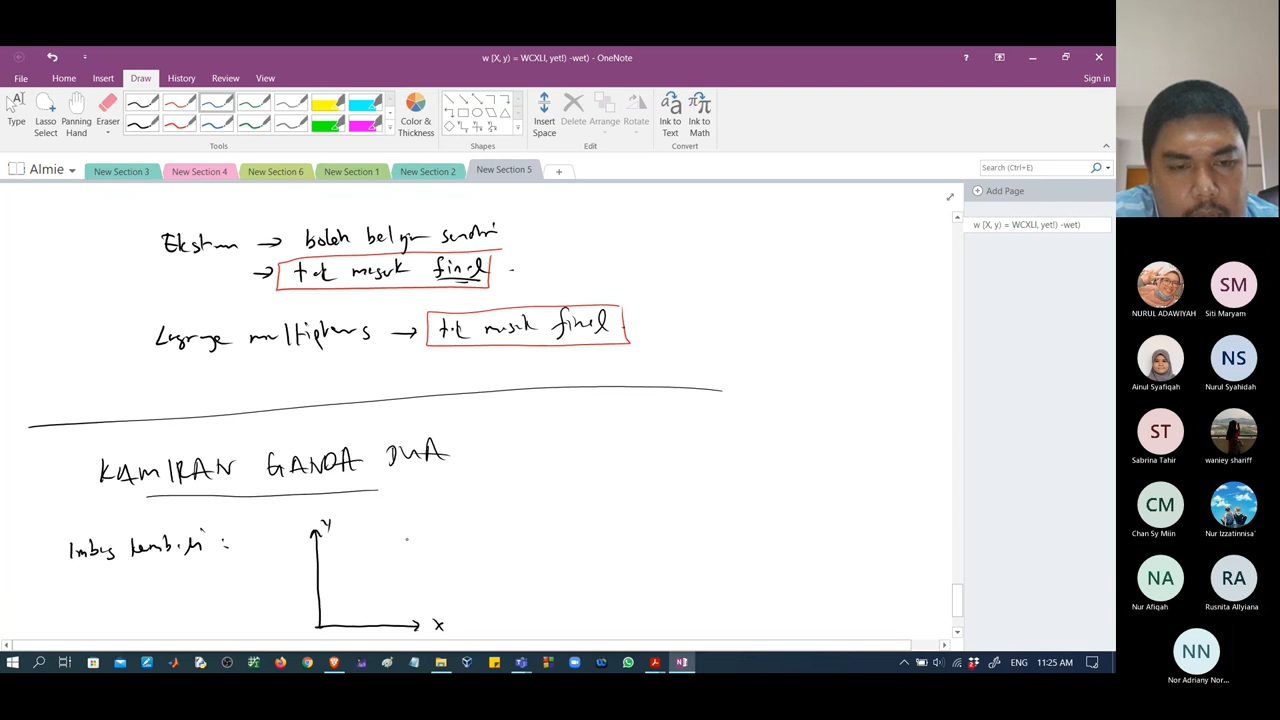 w [X, y) = WCXLI, yet!) -wet) - OneNote
File Home Insert Draw History Review View Sign in
Type Lasso Select Panning Hand Eraser Color & Thickness Insert Space Delete Arrange Rotate Ink to Text Ink to Math
Tools Shapes Edit Convert
Almie New Section 3 New Section 4 New Section 6 New Section 1 New Section 2 New Section 5 Search (Ctrl+E)
Add Page
w [X, y) = WCXLI, yet!) -wet)
→ boleh belajar sendiri
→ tak masuk final
Lagrange multipliers → tak masuk final
KAMIRAN GANDA DUA
Imbas kembali :
y
x
NURUL ADAWIYAH
SM
Siti Maryam
Ainul Syafiqah
NS
Nurul Syahidah
ST
Sabrina Tahir
waniey shariff
CM
Chan Sy Miin
Nur Izzatinnisa'
NA
Nur Afiqah
RA
Rusnita Allyiana
NN
Nor Adriany Nor...
ENG 11:25 AM